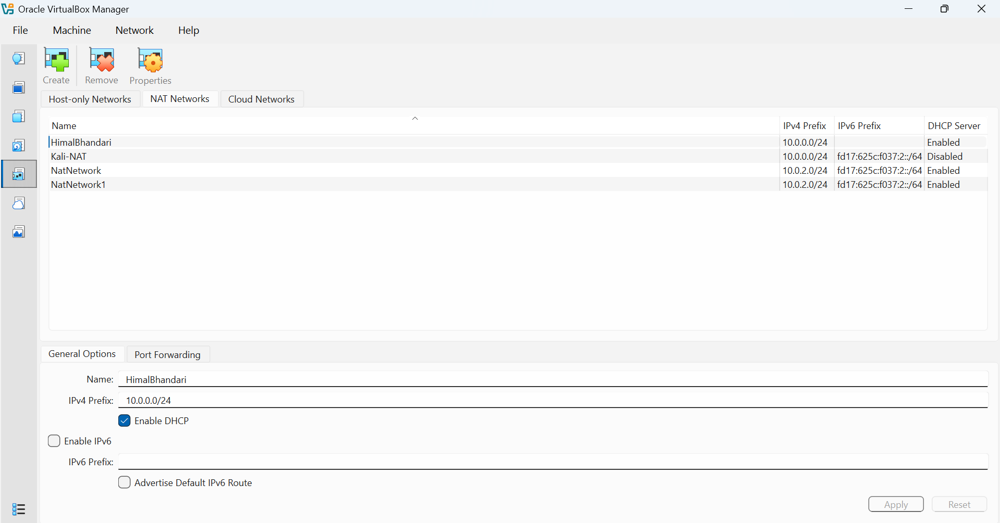 Oracle VirtualBox Manager
File Machine Network Help
Create Remove Properties
Host-only Networks NAT Networks Cloud Networks
Name IPv4 Prefix IPv6 Prefix DHCP Server
HimalBhandari 10.0.0.0/24 Enabled
Kali-NAT 10.0.0.0/24 fd17:625c:f037:2::/64 Disabled
NatNetwork 10.0.2.0/24 fd17:625c:f037:2::/64 Enabled
NatNetwork1 10.0.2.0/24 fd17:625c:f037:2::/64 Enabled
General Options Port Forwarding
Name: HimalBhandari
IPv4 Prefix: 10.0.0.0/24
Enable DHCP
Enable IPv6
IPv6 Prefix:
Advertise Default IPv6 Route
Apply Reset